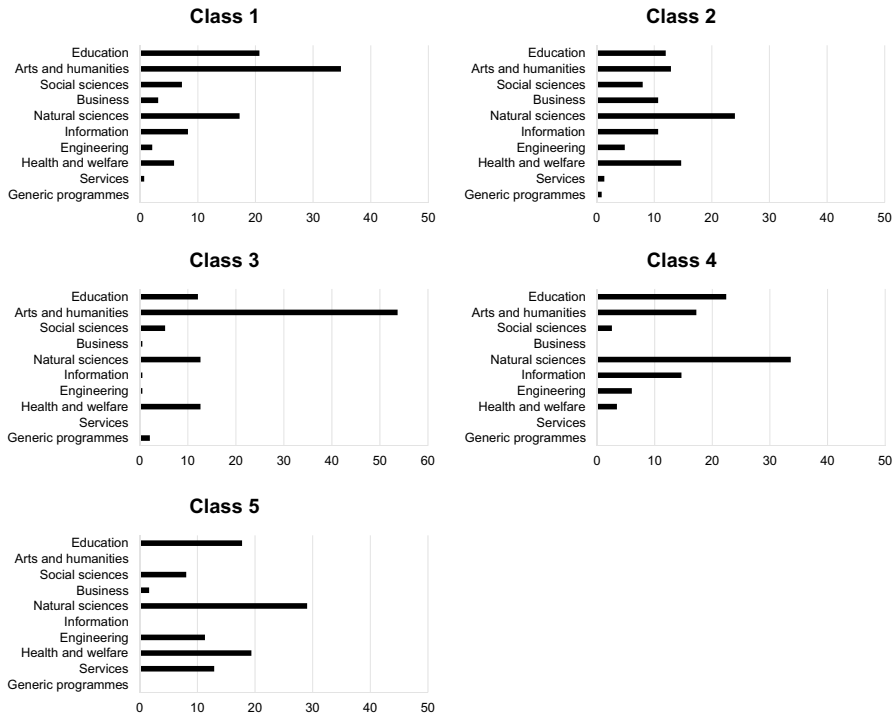 Class 1
Education
Arts and humanities
Social sciences
Business
Natural sciences
Information
Engineering
Health and welfare
Services
Generic programmes
0 10 20 30 40 50
Class 2
Education
Arts and humanities
Social sciences
Business
Natural sciences
Information
Engineering
Health and welfare
Services
Generic programmes
0 10 20 30 40 50
Class 3
Education
Arts and humanities
Social sciences
Business
Natural sciences
Information
Engineering
Health and welfare
Services
Generic programmes
0 10 20 30 40 50 60
Class 4
Education
Arts and humanities
Social sciences
Business
Natural sciences
Information
Engineering
Health and welfare
Services
Generic programmes
0 10 20 30 40 50
Class 5
Education
Arts and humanities
Social sciences
Business
Natural sciences
Information
Engineering
Health and welfare
Services
Generic programmes
0 10 20 30 40 50